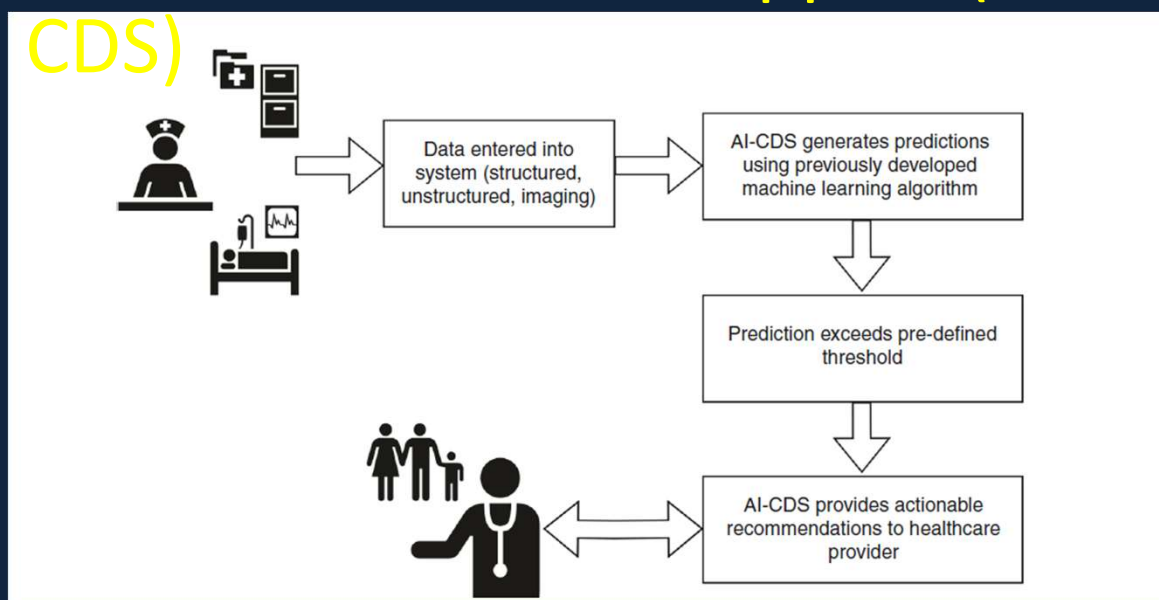 CDS)
Data entered into
system (structured,
unstructured, imaging)
AI-CDS generates predictions
using previously developed
machine learning algorithm
Prediction exceeds pre-defined
threshold
AI-CDS provides actionable
recommendations to healthcare
provider